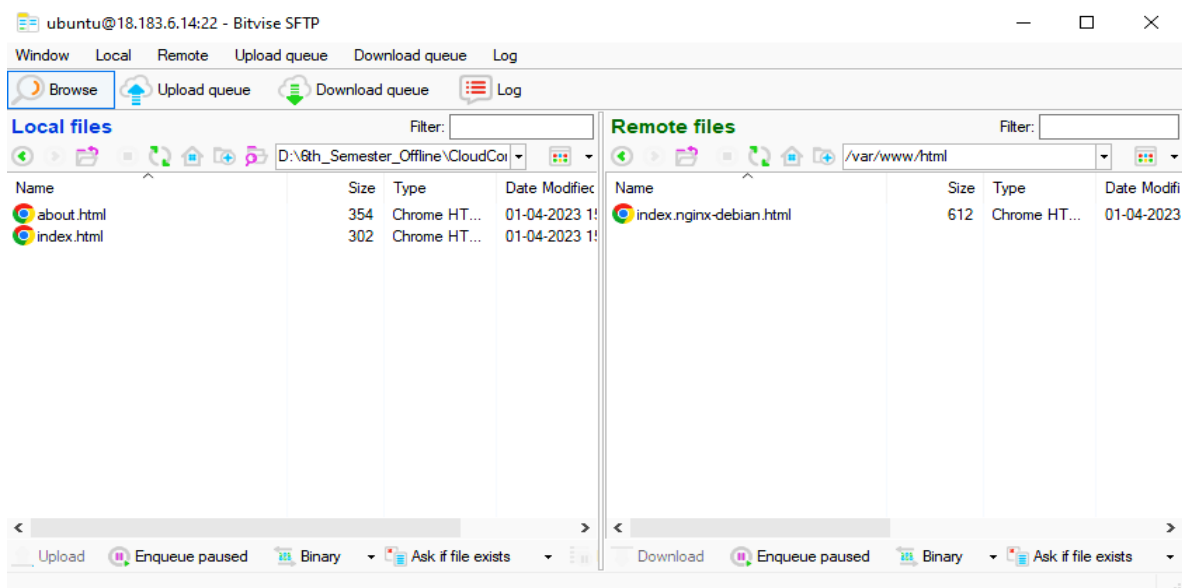 ubuntu@18.183.6.14:22 - Bitvise SFTP
Window Local Remote Upload queue Download queue Log
Browse Upload queue Download queue Log
Local files Filter: Remote files Filter:
D:\6th_Semester_Offline\CloudCor /var/www/html
Name Size Type Date Modified Name Size Type Date Modifi
about.html 354 Chrome HT... 01-04-2023 15 index.nginx-debian.html 612 Chrome HT... 01-04-2023
index.html 302 Chrome HT... 01-04-2023 15
Upload Enqueue paused Binary Ask if file exists Download Enqueue paused Binary Ask if file exists